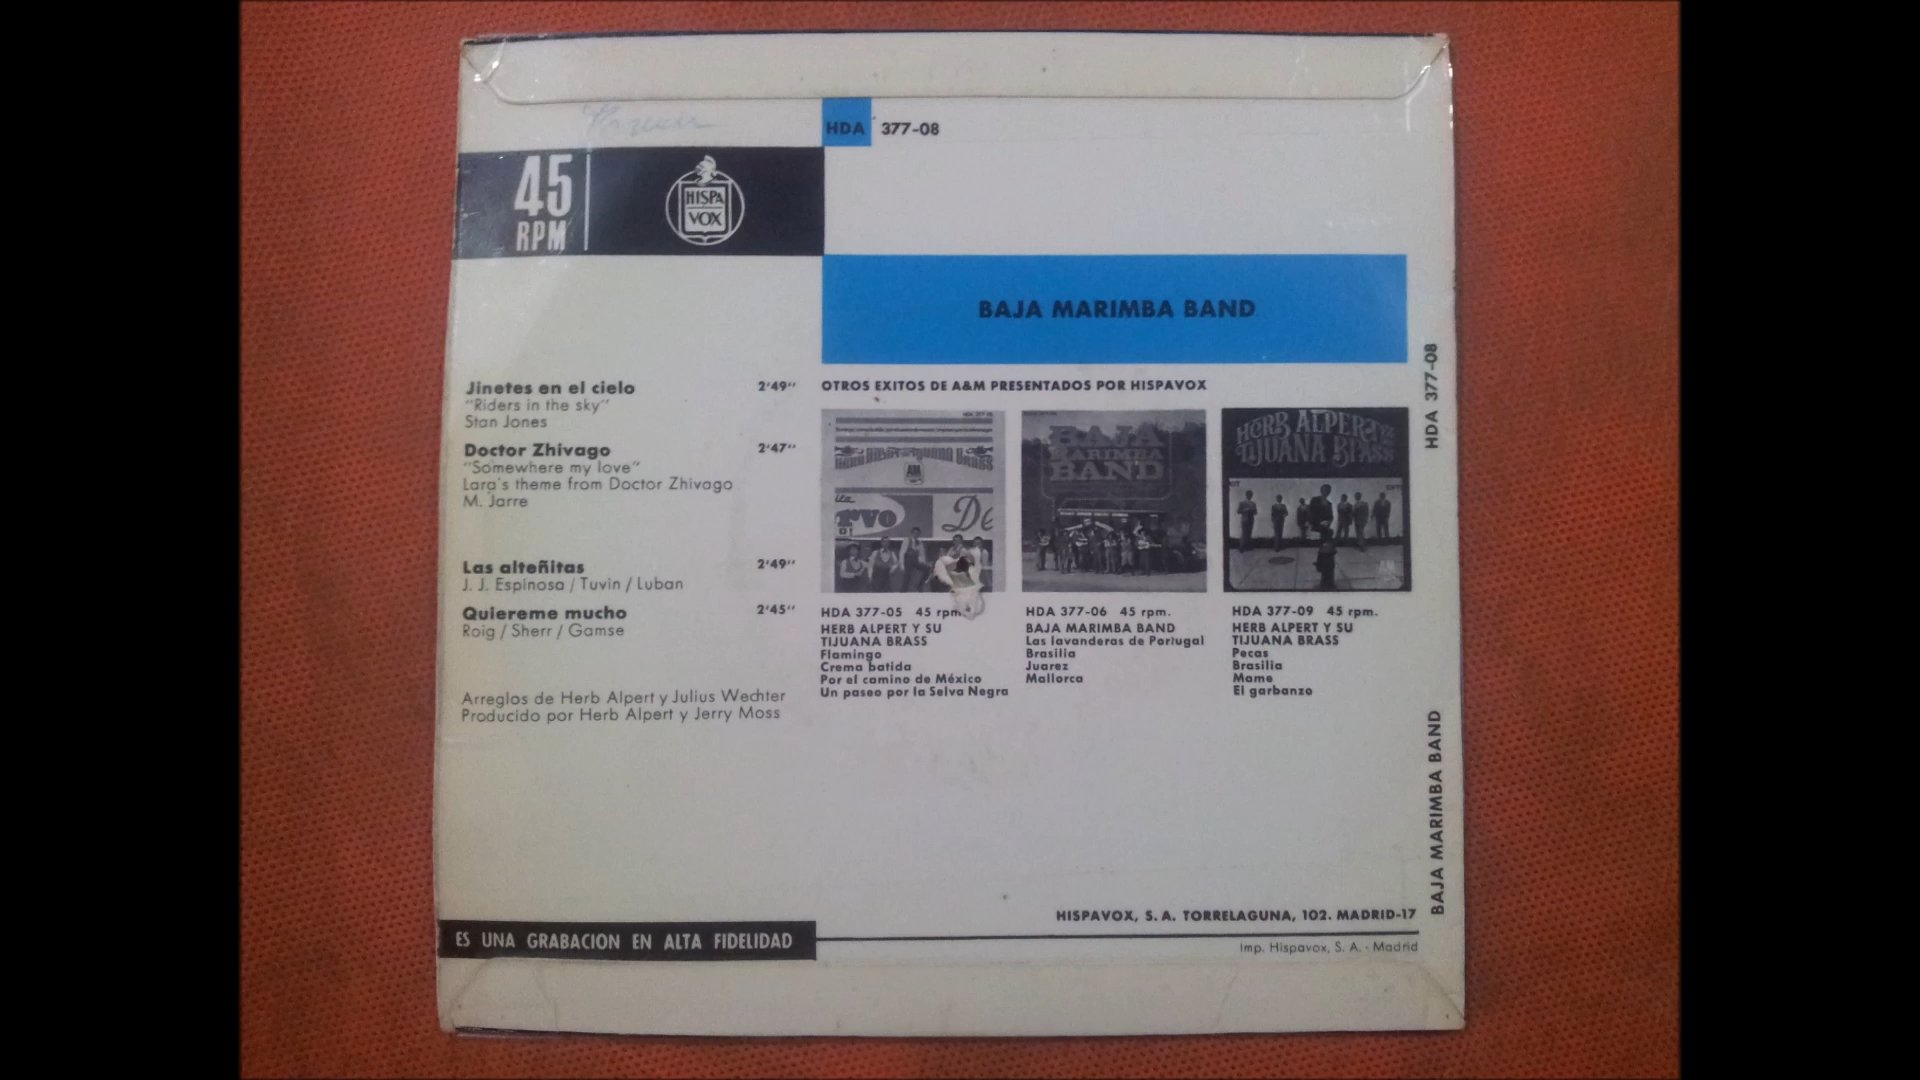 HDA 377-08
45
RPM
HISPA
VOX
BAJA MARIMBA BAND
Jinetes en el cielo 2'49''
"Riders in the sky"
Stan Jones
Doctor Zhivago 2'47''
"Somewhere my love"
Lara's theme from Doctor Zhivago
M. Jarre
Las alteñitas 2'49''
J. J. Espinosa / Tuvin / Luban
Quiereme mucho 2'45''
Roig / Sherr / Gamse
Arreglos de Herb Alpert y Julius Wechter
Producido por Herb Alpert y Jerry Moss
OTROS EXITOS DE A&M PRESENTADOS POR HISPAVOX
HERB ALPERT TIJUANA BRASS
AM
rvo
De
BAJA
MARIMBA
BAND
HERB ALPERT
TIJUANA BRASS
HDA 377-05 45 rpm.
HERB ALPERT Y SU
TIJUANA BRASS
Flamingo
Crema batida
Por el camino de México
Un paseo por la Selva Negra
HDA 377-06 45 rpm.
BAJA MARIMBA BAND
Las lavanderas de Portugal
Brasilia
Juarez
Mallorca
HDA 377-09 45 rpm.
HERB ALPERT Y SU
TIJUANA BRASS
Pecas
Brasilia
Mame
El garbanzo
HDA 377-08
BAJA MARIMBA BAND
HISPAVOX, S. A. TORRELAGUNA, 102. MADRID-17
ES UNA GRABACION EN ALTA FIDELIDAD
Imp. Hispavox, S. A. - Madrid